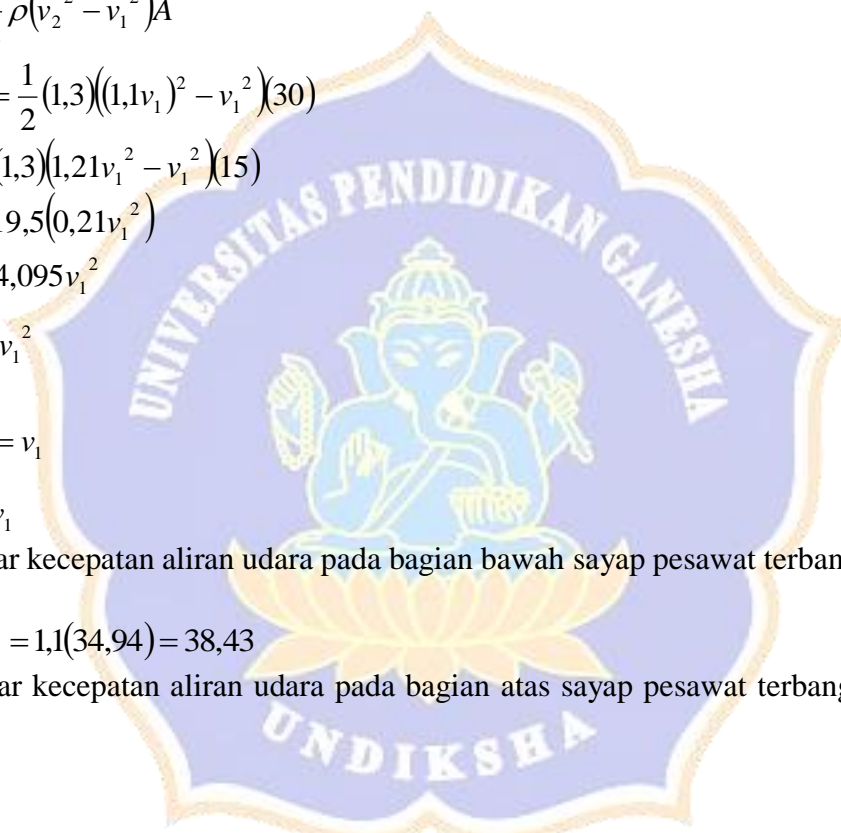 ρ(v₂² − v₁²)A
= 1/2 (1,3)((1,1v₁)² − v₁²)(30)
1,3)(1,21v₁² − v₁²)(15)
9,5(0,21v₁²)
4,095v₁²
v₁²
= v₁
v₁
ar kecepatan aliran udara pada bagian bawah sayap pesawat terban
= 1,1(34,94) = 38,43
ar kecepatan aliran udara pada bagian atas sayap pesawat terbang
UNIVERSITAS PENDIDIKAN GANESHA
UNDIKSHA